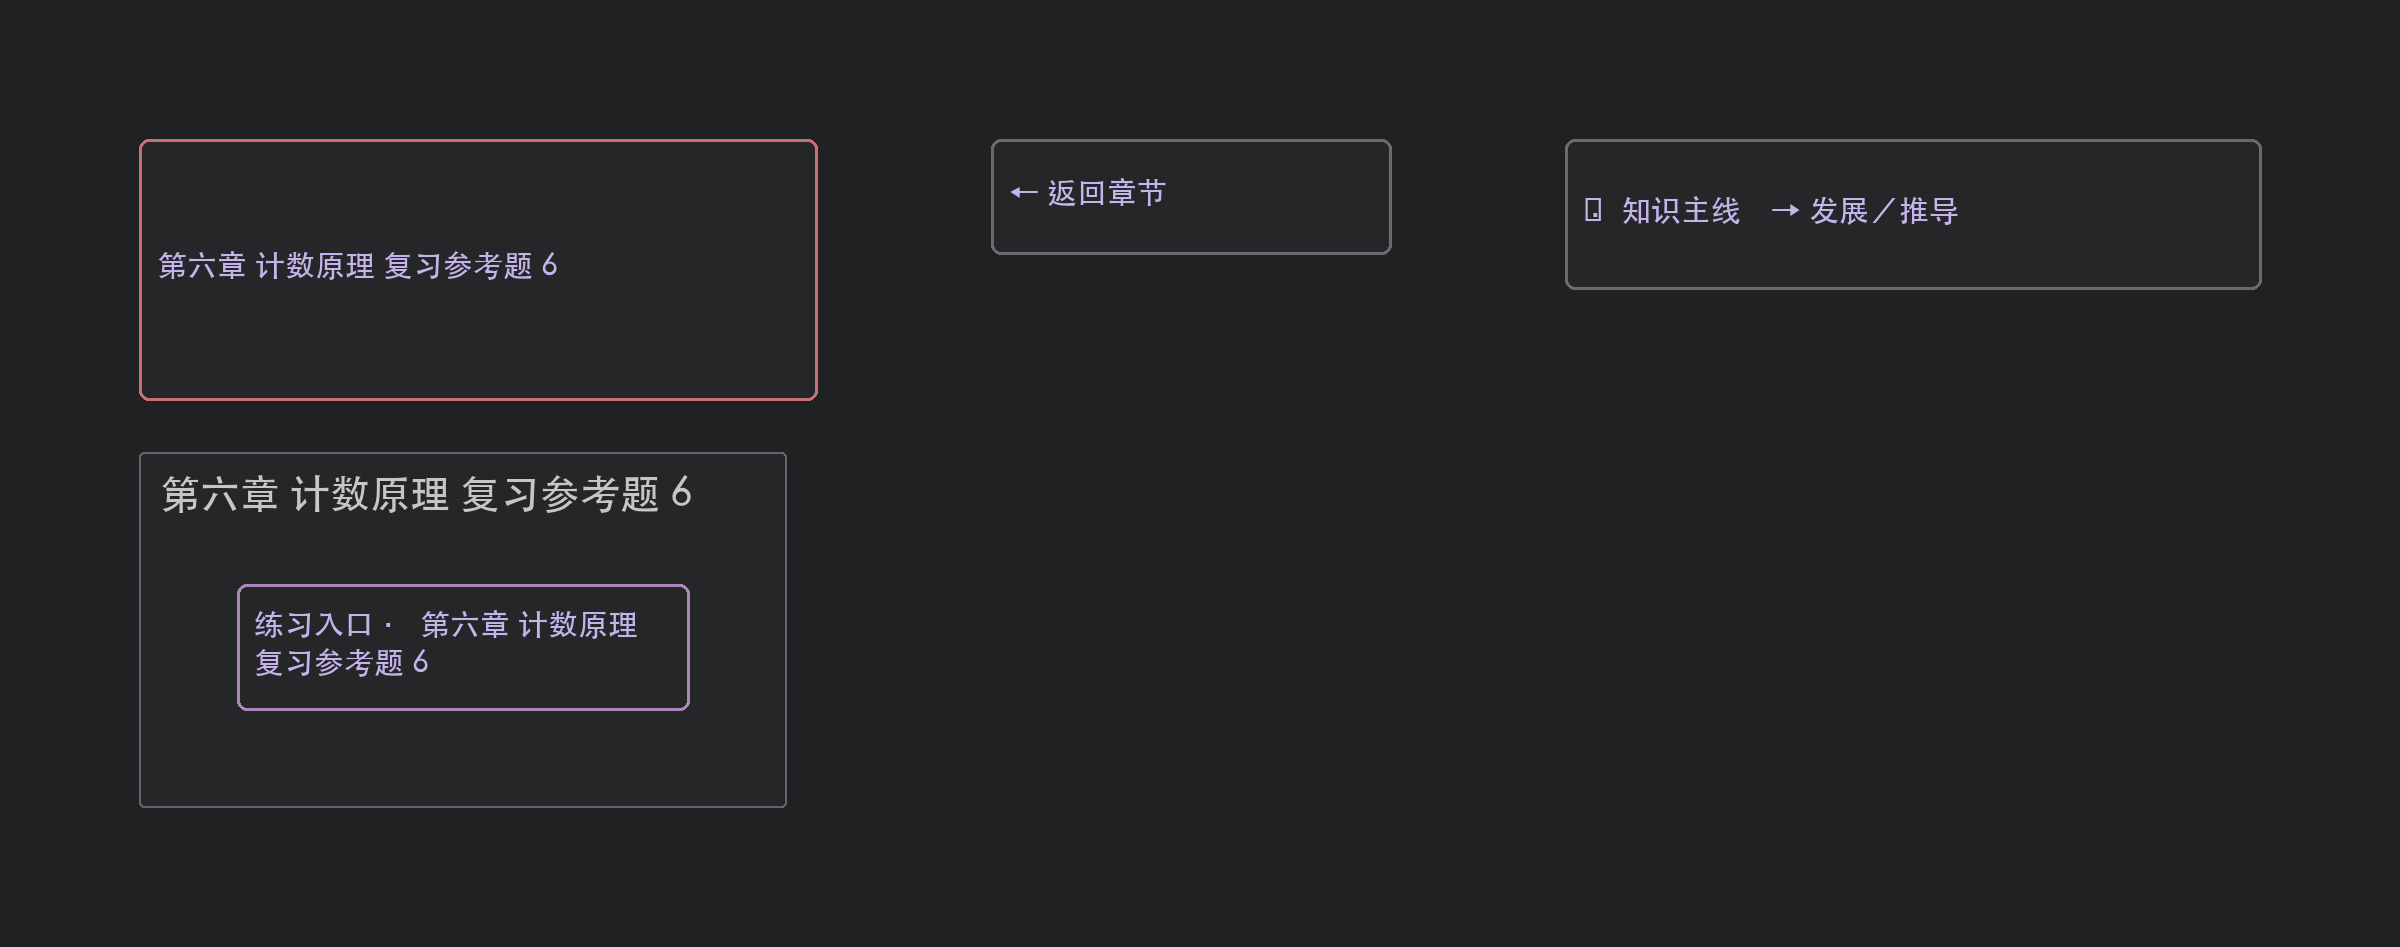 第六章 计数原理 复习参考题 6
← 返回章节
知识主线 → 发展／推导
第六章 计数原理 复习参考题 6
练习入口 · 第六章 计数原理
复习参考题 6